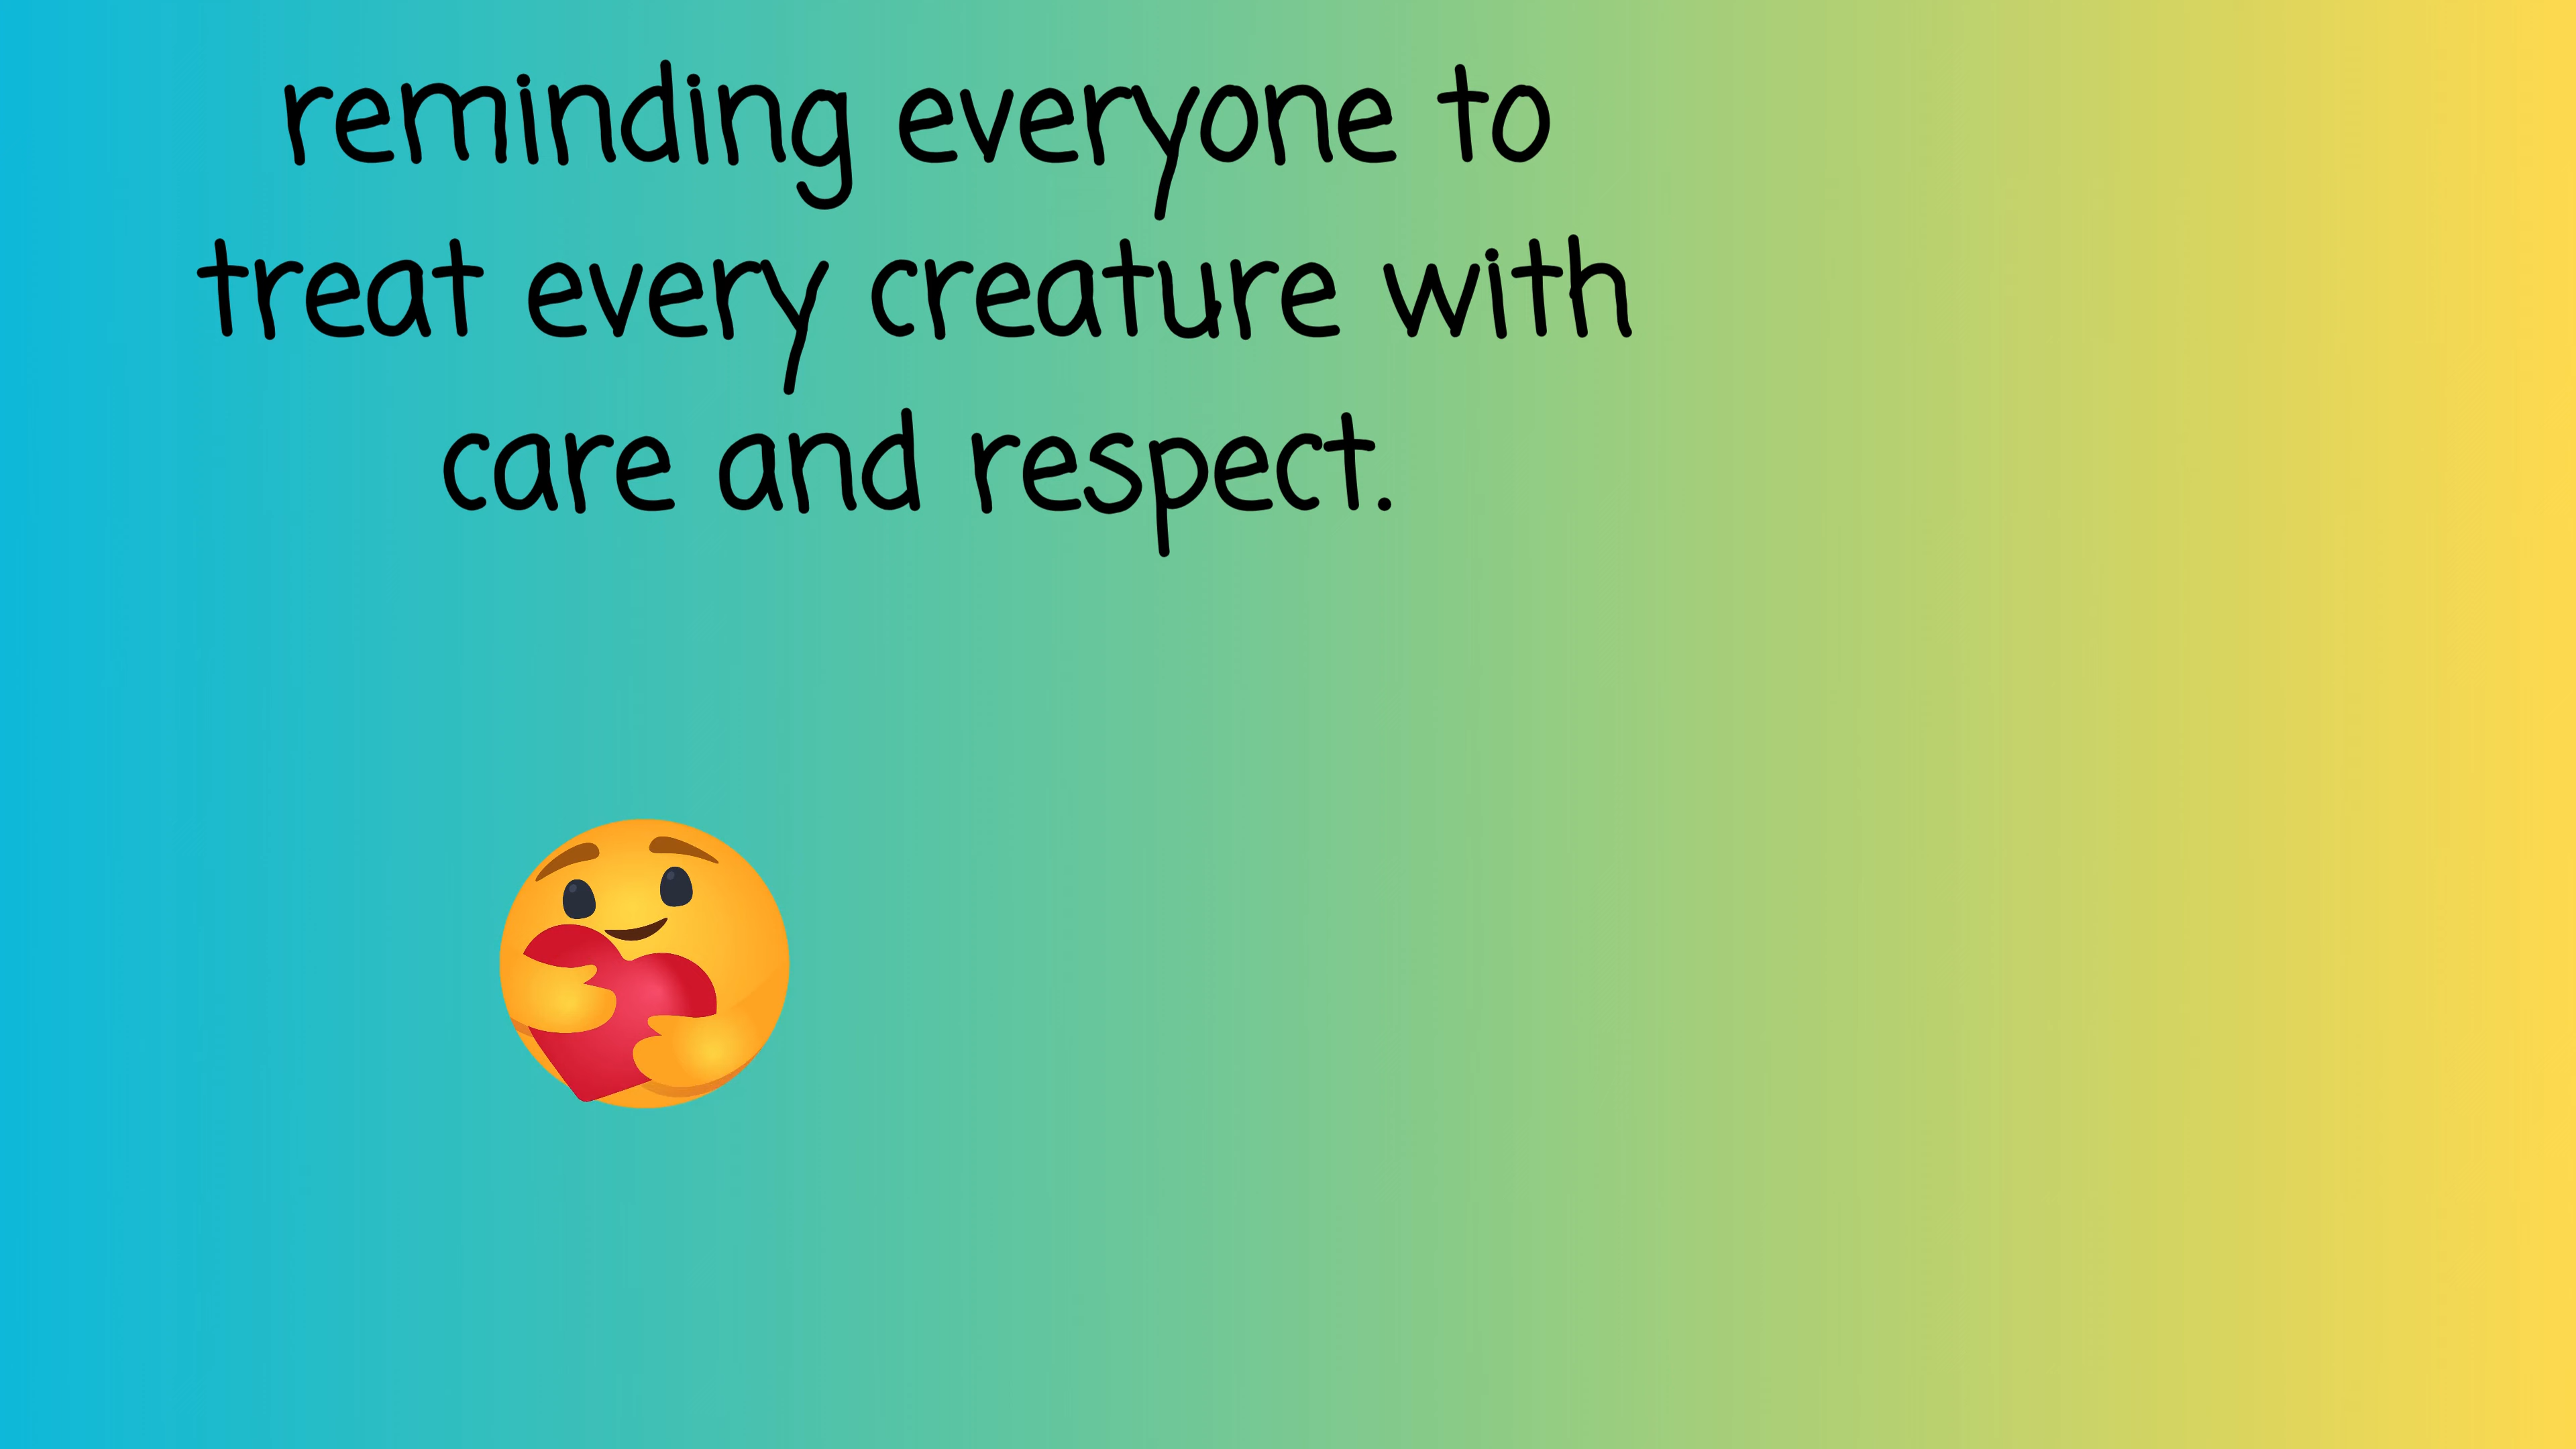 reminding everyone to
treat every creature with
care and respect.